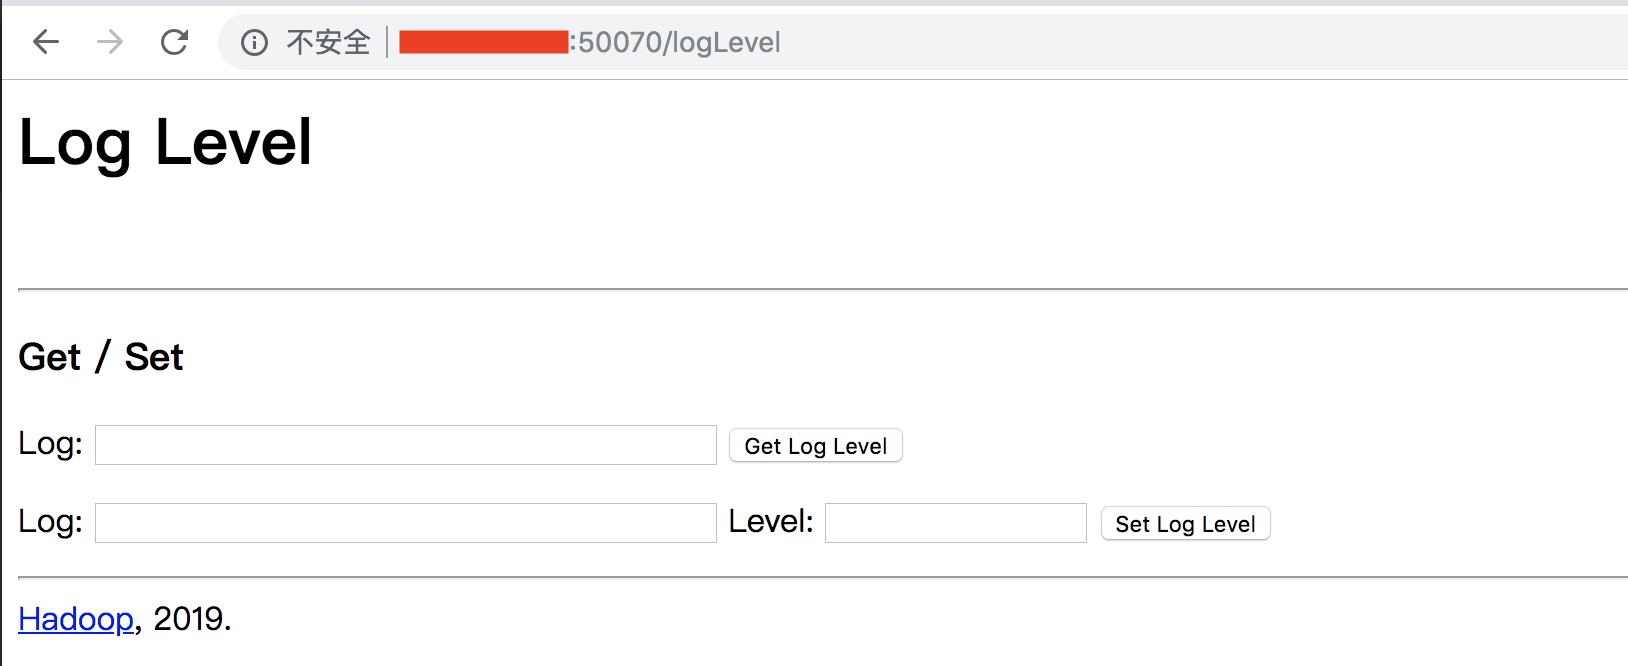 不安全 :50070/logLevel
Log Level
Get / Set
Log: Get Log Level
Log: Level: Set Log Level
Hadoop, 2019.